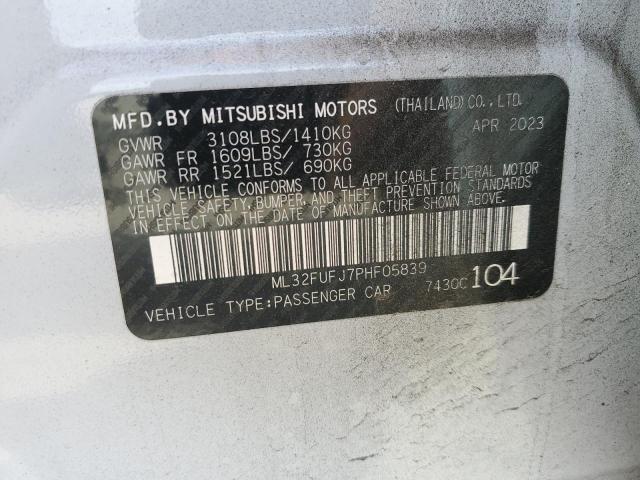 MFD.BY MITSUBISHI MOTORS (THAILAND) CO., LTD.
GVWR 3108LBS/1410KG APR 2023
GAWR FR 1609LBS/ 730KG
GAWR RR 1521LBS/ 690KG
THIS VEHICLE CONFORMS TO ALL APPLICABLE FEDERAL MOTOR
VEHICLE SAFETY, BUMPER, AND THEFT PREVENTION STANDARDS
IN EFFECT ON THE DATE OF MANUFACTURE SHOWN ABOVE.
ML32FUFJ7PHF05839
VEHICLE TYPE:PASSENGER CAR 7430C 104